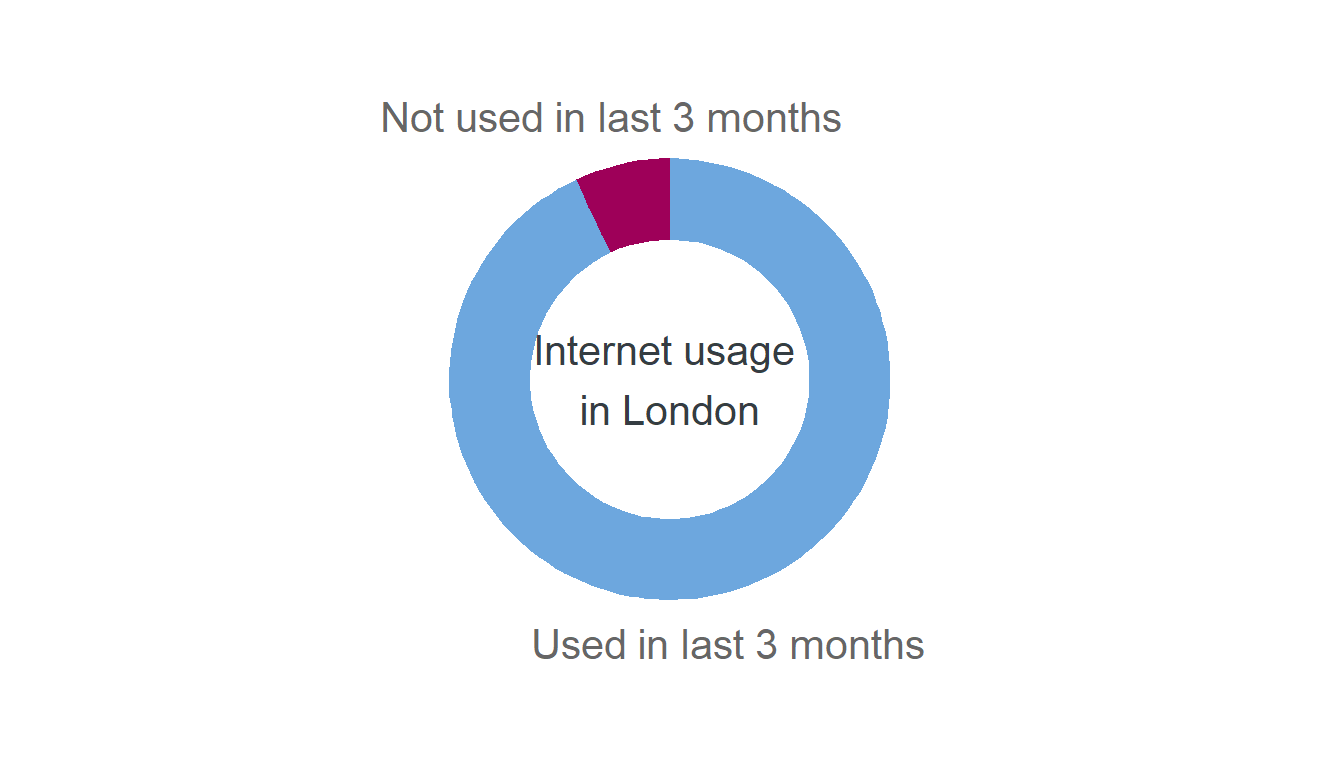 Not used in last 3 months
Internet usage
in London
Used in last 3 months